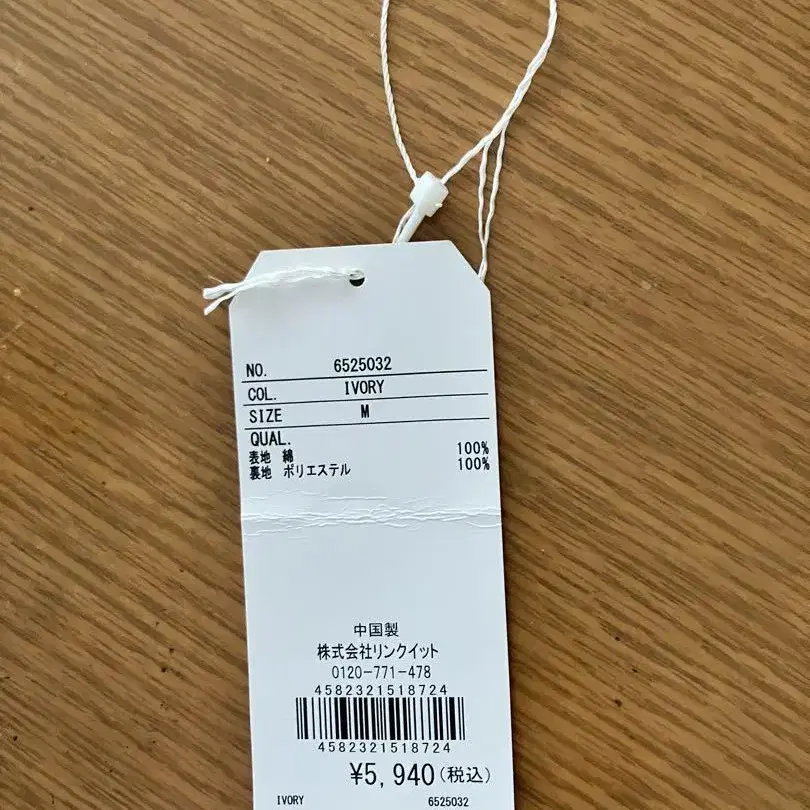 NO. 6525032
COL. IVORY
SIZE M
QUAL.
表地 綿 100%
裏地 ポリエステル 100%
中国製
株式会社リンクイット
0120-771-478
4582321518724
4582321518724
¥5,940(税込)
IVORY 6525032